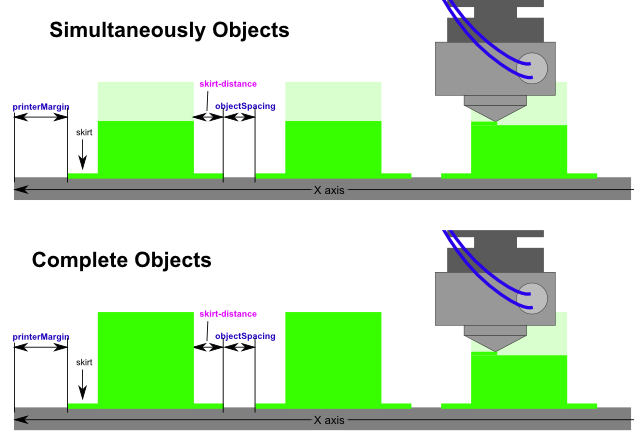 Simultaneously Objects
skirt-distance
printerMargin
objectSpacing
skirt
X axis
Complete Objects
skirt-distance
printerMargin
objectSpacing
skirt
X axis